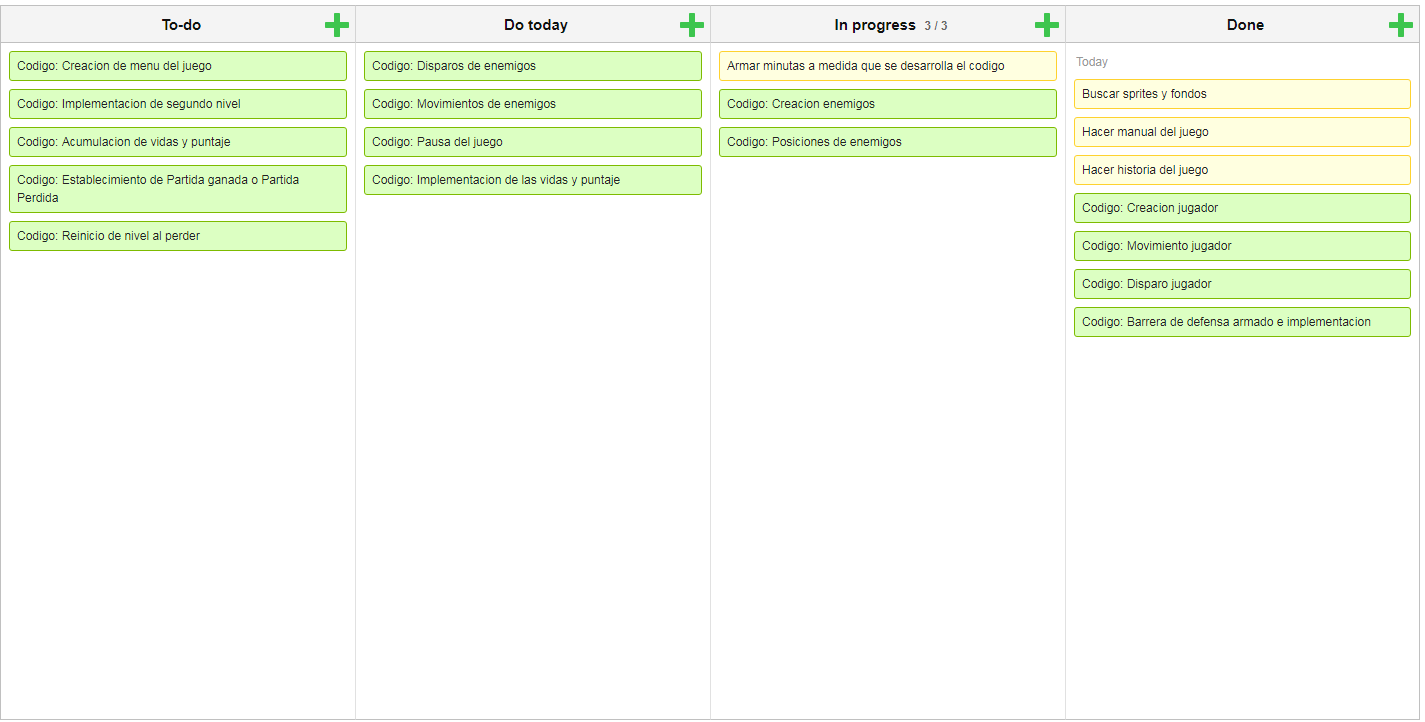 To-do
Codigo: Creacion de menu del juego
Codigo: Implementacion de segundo nivel
Codigo: Acumulacion de vidas y puntaje
Codigo: Establecimiento de Partida ganada o Partida
Perdida
Codigo: Reinicio de nivel al perder
Do today
Codigo: Disparos de enemigos
Codigo: Movimientos de enemigos
Codigo: Pausa del juego
Codigo: Implementacion de las vidas y puntaje
In progress 3 / 3
Armar minutas a medida que se desarrolla el codigo
Codigo: Creacion enemigos
Codigo: Posiciones de enemigos
Done
Today
Buscar sprites y fondos
Hacer manual del juego
Hacer historia del juego
Codigo: Creacion jugador
Codigo: Movimiento jugador
Codigo: Disparo jugador
Codigo: Barrera de defensa armado e implementacion